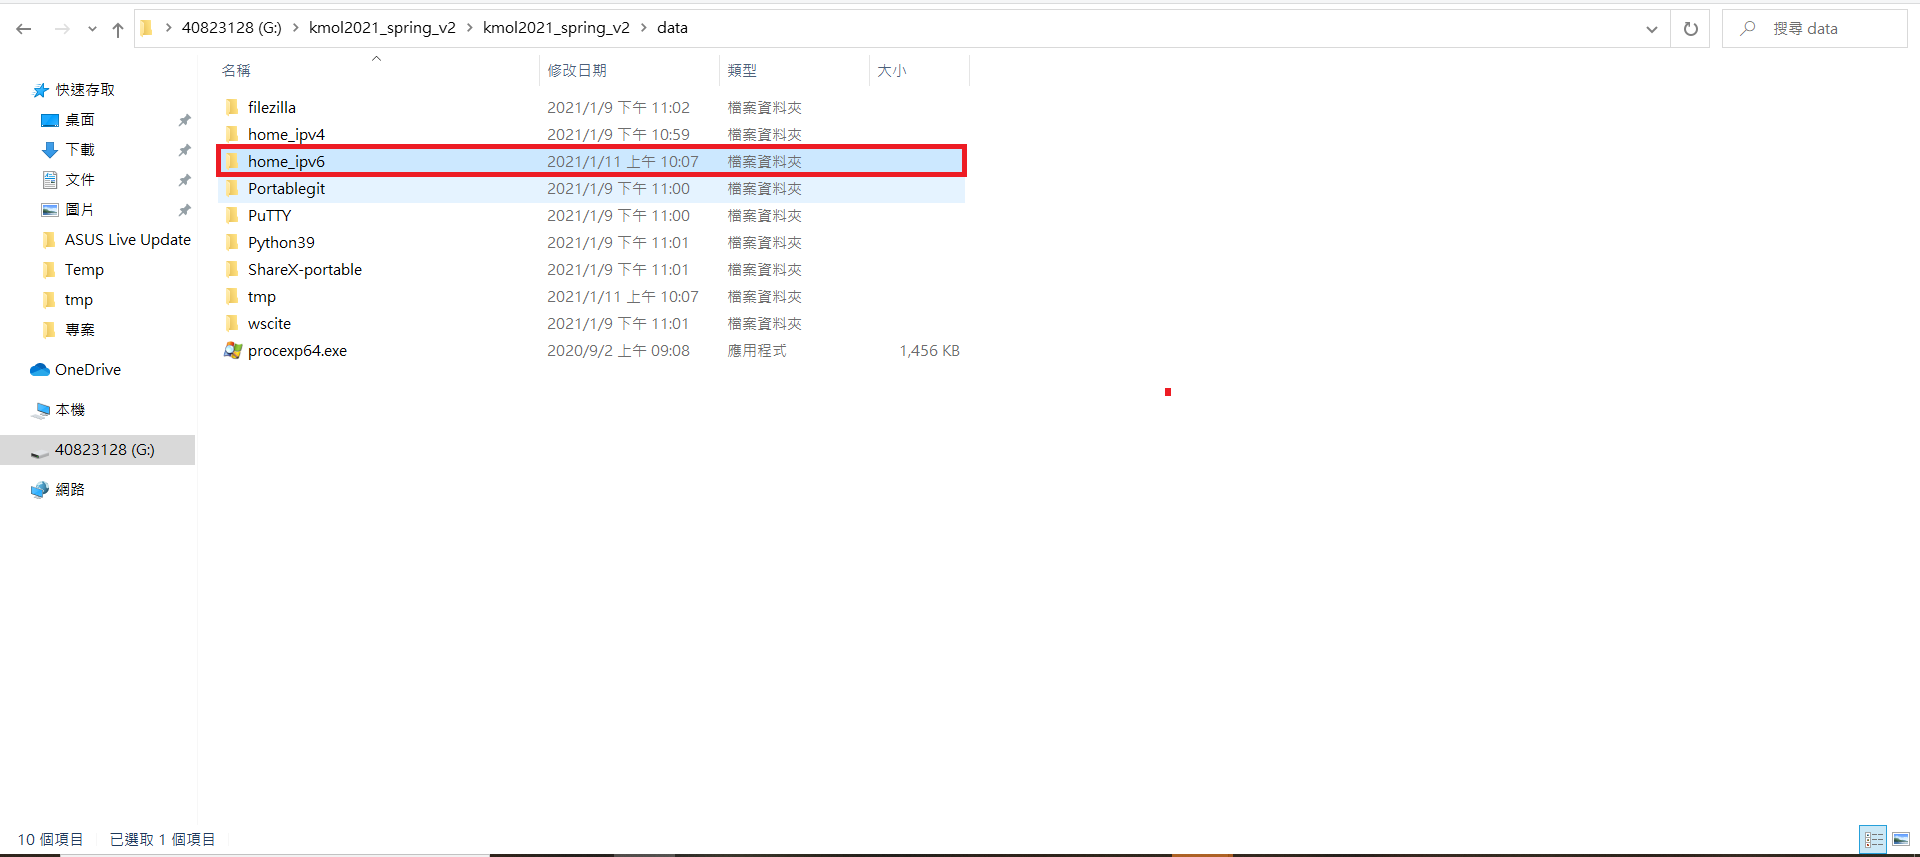 40823128 (G:) > kmol2021_spring_v2 > kmol2021_spring_v2 > data
搜尋 data
名稱 修改日期 類型 大小
快速存取
桌面
下載
文件
圖片
ASUS Live Update
Temp
tmp
專案
OneDrive
本機
40823128 (G:)
網路
filezilla 2021/1/9 下午 11:02 檔案資料夾
home_ipv4 2021/1/9 下午 10:59 檔案資料夾
home_ipv6 2021/1/11 上午 10:07 檔案資料夾
Portablegit 2021/1/9 下午 11:00 檔案資料夾
PuTTY 2021/1/9 下午 11:00 檔案資料夾
Python39 2021/1/9 下午 11:01 檔案資料夾
ShareX-portable 2021/1/9 下午 11:01 檔案資料夾
tmp 2021/1/11 上午 10:07 檔案資料夾
wscite 2021/1/9 下午 11:01 檔案資料夾
procexp64.exe 2020/9/2 上午 09:08 應用程式 1,456 KB
10 個項目 已選取 1 個項目